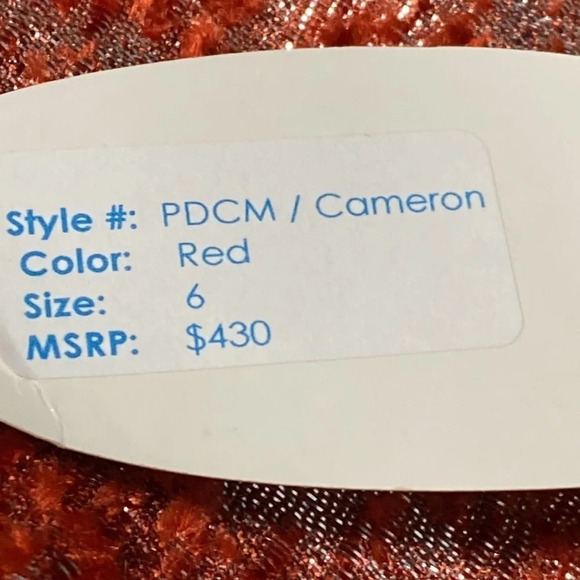 Style #: PDCM / Cameron
Color: Red
Size: 6
MSRP: $430